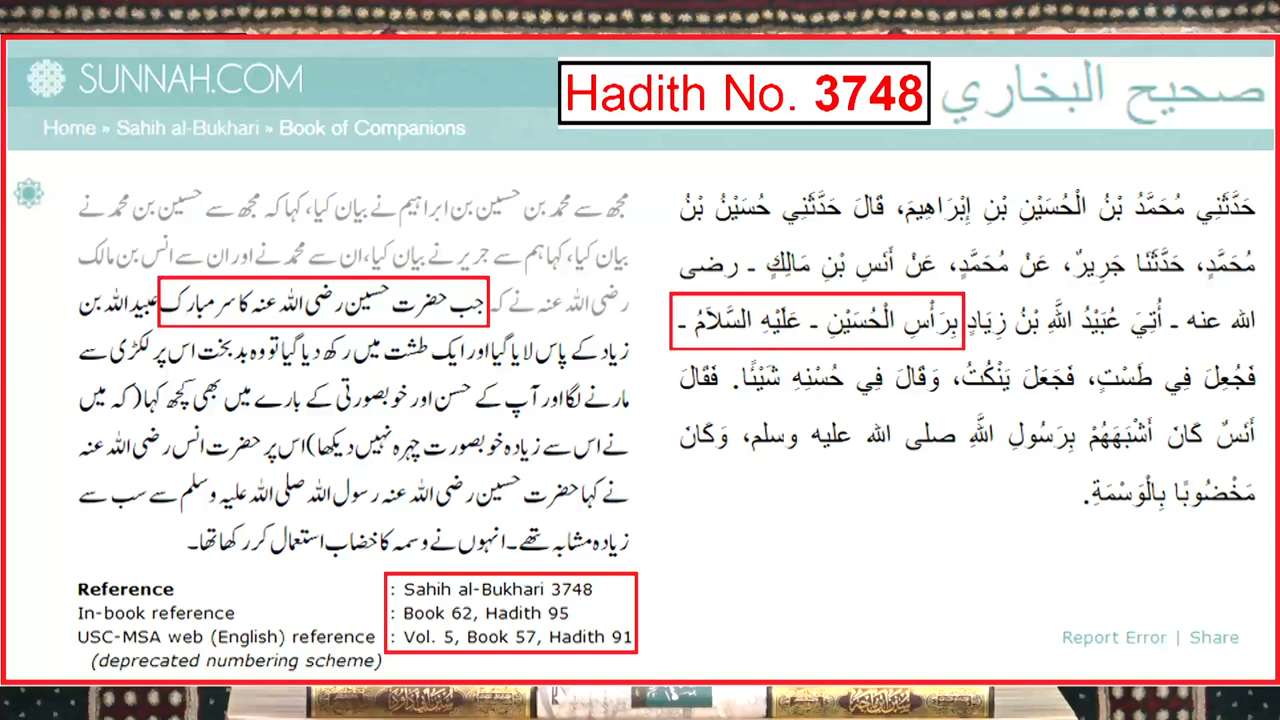 SUNNAH.COM
Hadith No. 3748
صحيح البخاري
Home » Sahih al-Bukhari » Book of Companions
مجھ سے محمد بن حسین بن ابراہیم نے بیان کیا، کہا کہ مجھ سے حسین بن محمد نے
بیان کیا، کہا ہم سے جریر نے بیان کیا، ان سے محمد نے اور ان سے انس بن مالک
رضی اللہ عنہ نے کہ جب حضرت حسین رضی اللہ عنہ کا سر مبارک عبید اللہ بن
زیاد کے پاس لایا گیا اور ایک طشت میں رکھ دیا گیا تو وہ بدبخت اس پر لکڑی سے
مارنے لگا اور آپ کے حسن اور خوبصورتی کے بارے میں بھی کچھ کہا (کہ میں
نے اس سے زیادہ خوبصورت چہرہ نہیں دیکھا) اس پر حضرت انس رضی اللہ عنہ
نے کہا حضرت حسین رضی اللہ عنہ رسول اللہ صلی اللہ علیہ وسلم سے سب سے
زیادہ مشابہ تھے۔ انہوں نے وسمہ کا خضاب استعمال کر رکھا تھا۔
حَدَّثَنِي مُحَمَّدُ بْنُ الْحُسَيْنِ بْنِ إِبْرَاهِيمَ، قَالَ حَدَّثَنِي حُسَيْنُ بْنُ
مُحَمَّدٍ، حَدَّثَنَا جَرِيرٌ، عَنْ مُحَمَّدٍ، عَنْ أَنَسِ بْنِ مَالِكٍ ـ رضى
الله عنه ـ أُتِيَ عُبَيْدُ اللَّهِ بْنُ زِيَادٍ بِرَأْسِ الْحُسَيْنِ ـ عَلَيْهِ السَّلاَمُ ـ
فَجُعِلَ فِي طَسْتٍ، فَجَعَلَ يَنْكُتُ، وَقَالَ فِي حُسْنِهِ شَيْئًا‏.‏ فَقَالَ
أَنَسٌ كَانَ أَشْبَهَهُمْ بِرَسُولِ اللَّهِ صلى الله عليه وسلم، وَكَانَ
مَخْضُوبًا بِالْوَسْمَةِ‏.‏
Reference : Sahih al-Bukhari 3748
In-book reference : Book 62, Hadith 95
USC-MSA web (English) reference : Vol. 5, Book 57, Hadith 91
(deprecated numbering scheme)
Report Error | Share